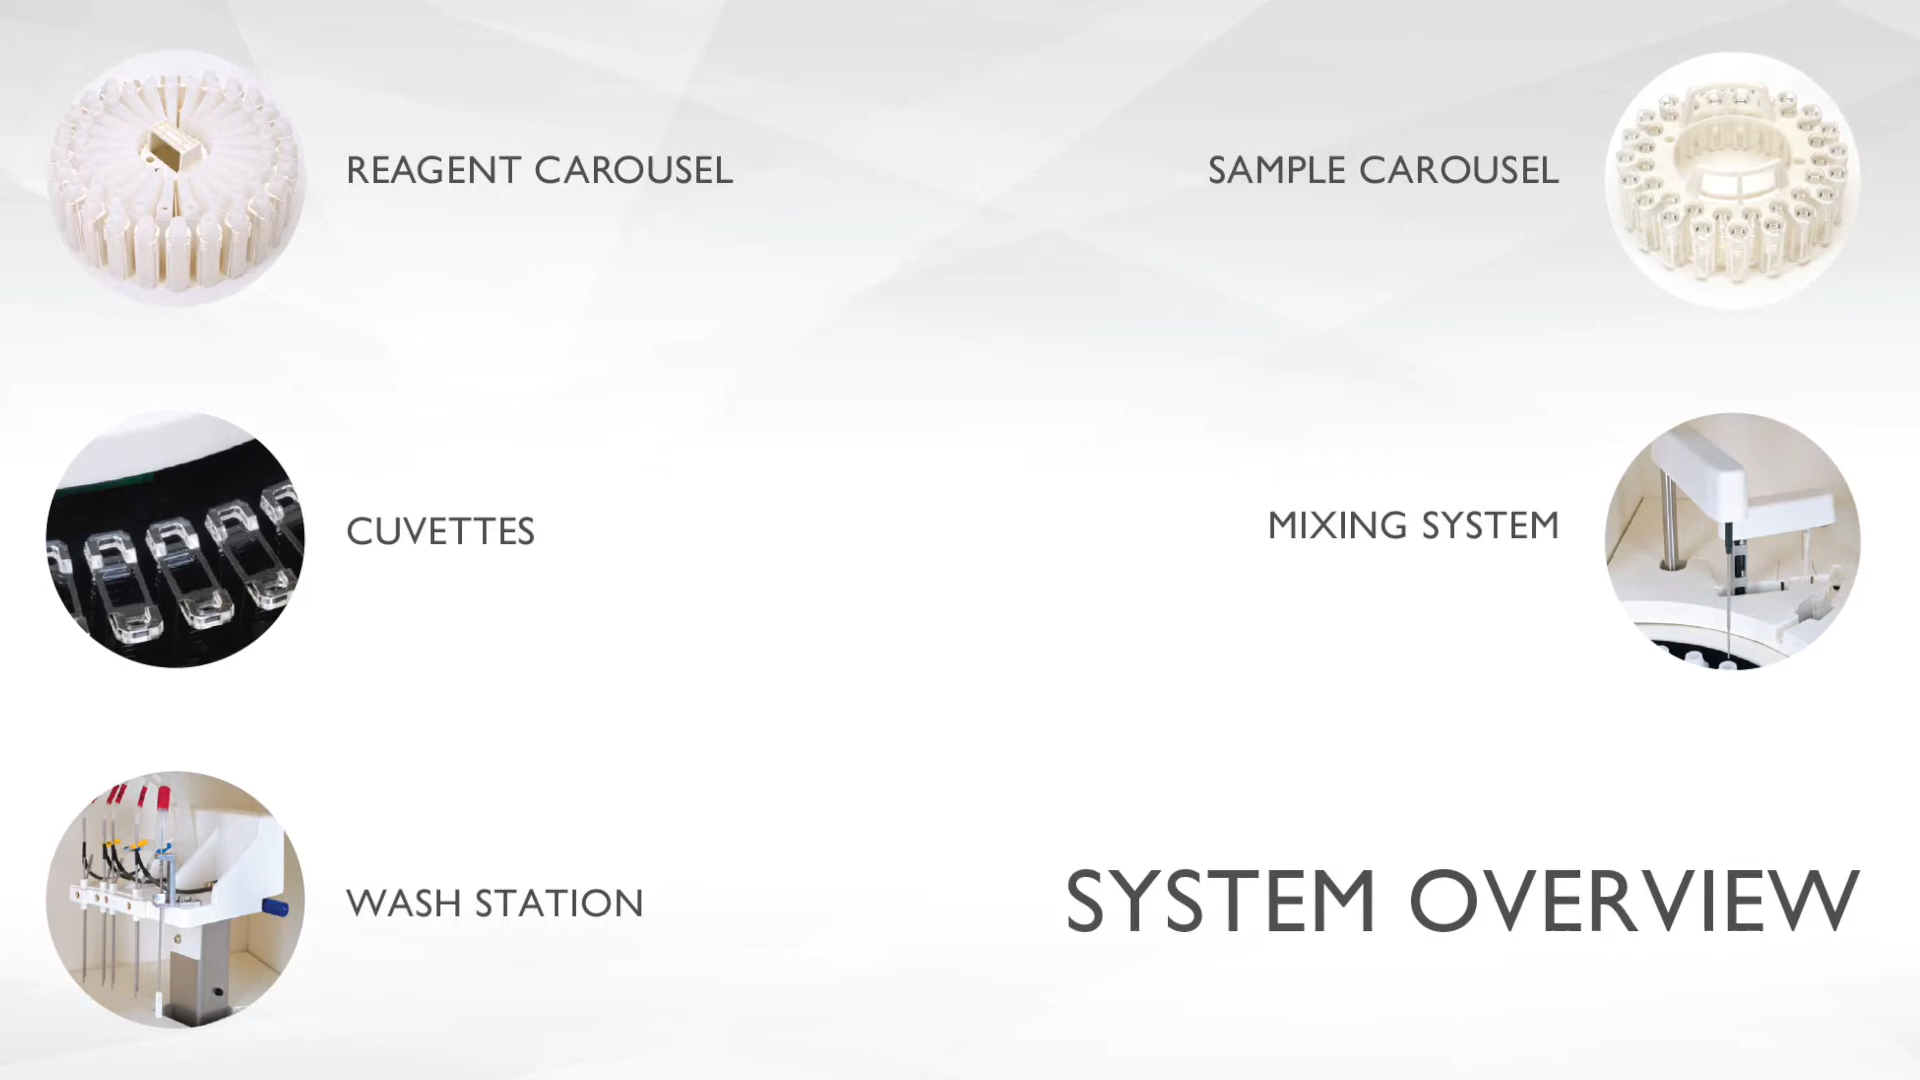 REAGENT CAROUSEL
SAMPLE CAROUSEL
CUVETTES
MIXING SYSTEM
WASH STATION
SYSTEM OVERVIEW